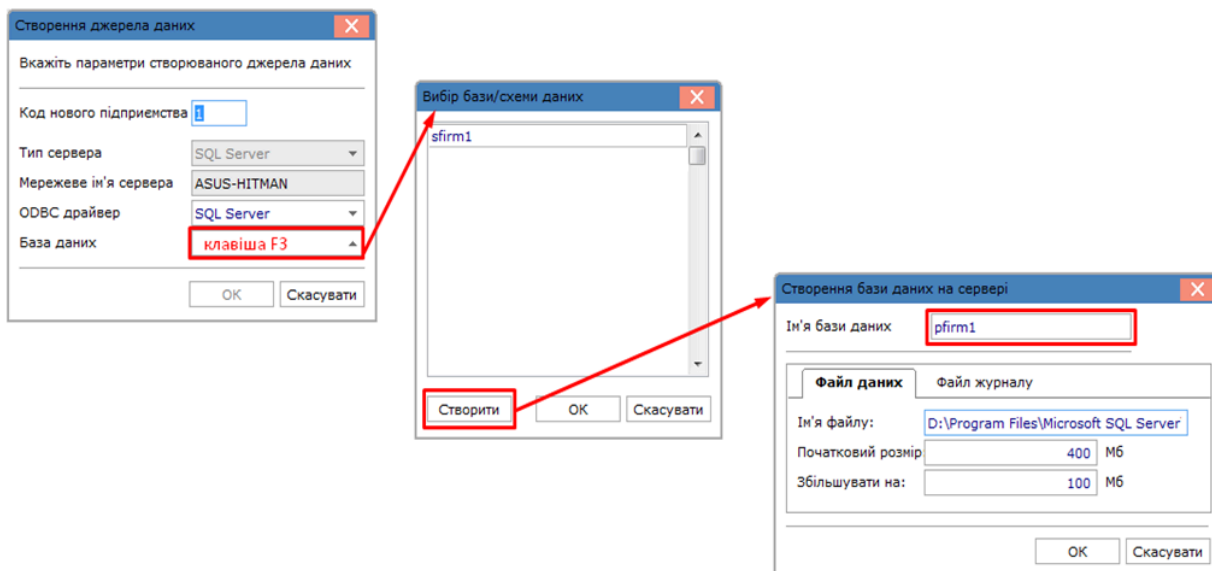 Створення джерела даних
Вкажіть параметри створюваного джерела даних
Код нового підприємства 1
Тип сервера SQL Server
Мережеве ім'я сервера ASUS-HITMAN
ODBC драйвер SQL Server
База даних клавіша F3
ОК Скасувати
Вибір бази/схеми даних
sfirm1
Створити ОК Скасувати
Створення бази даних на сервері
Ім'я бази даних pfirm1
Файл даних Файл журналу
Ім'я файлу: D:\Program Files\Microsoft SQL Server
Початковий розмір 400 Мб
Збільшувати на: 100 Мб
ОК Скасувати